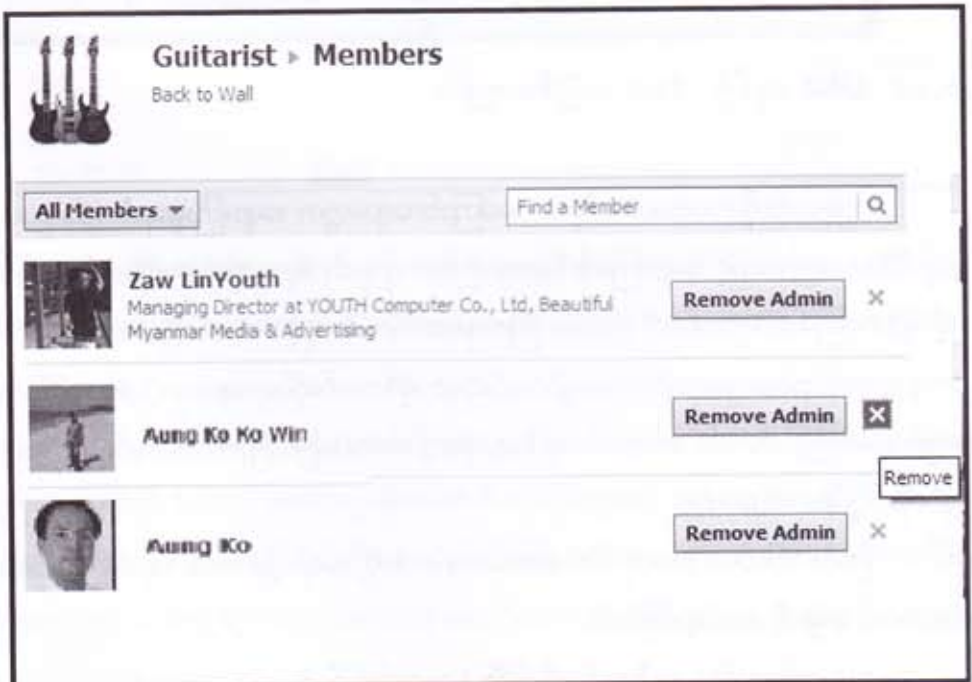 Guitarist ▸ Members
Back to Wall
All Members
Find a Member
Zaw LinYouth
Managing Director at YOUTH Computer Co., Ltd, Beautiful
Myanmar Media & Advertising
Remove Admin
Aung Ko Ko Win
Remove Admin
Remove
Aung Ko
Remove Admin